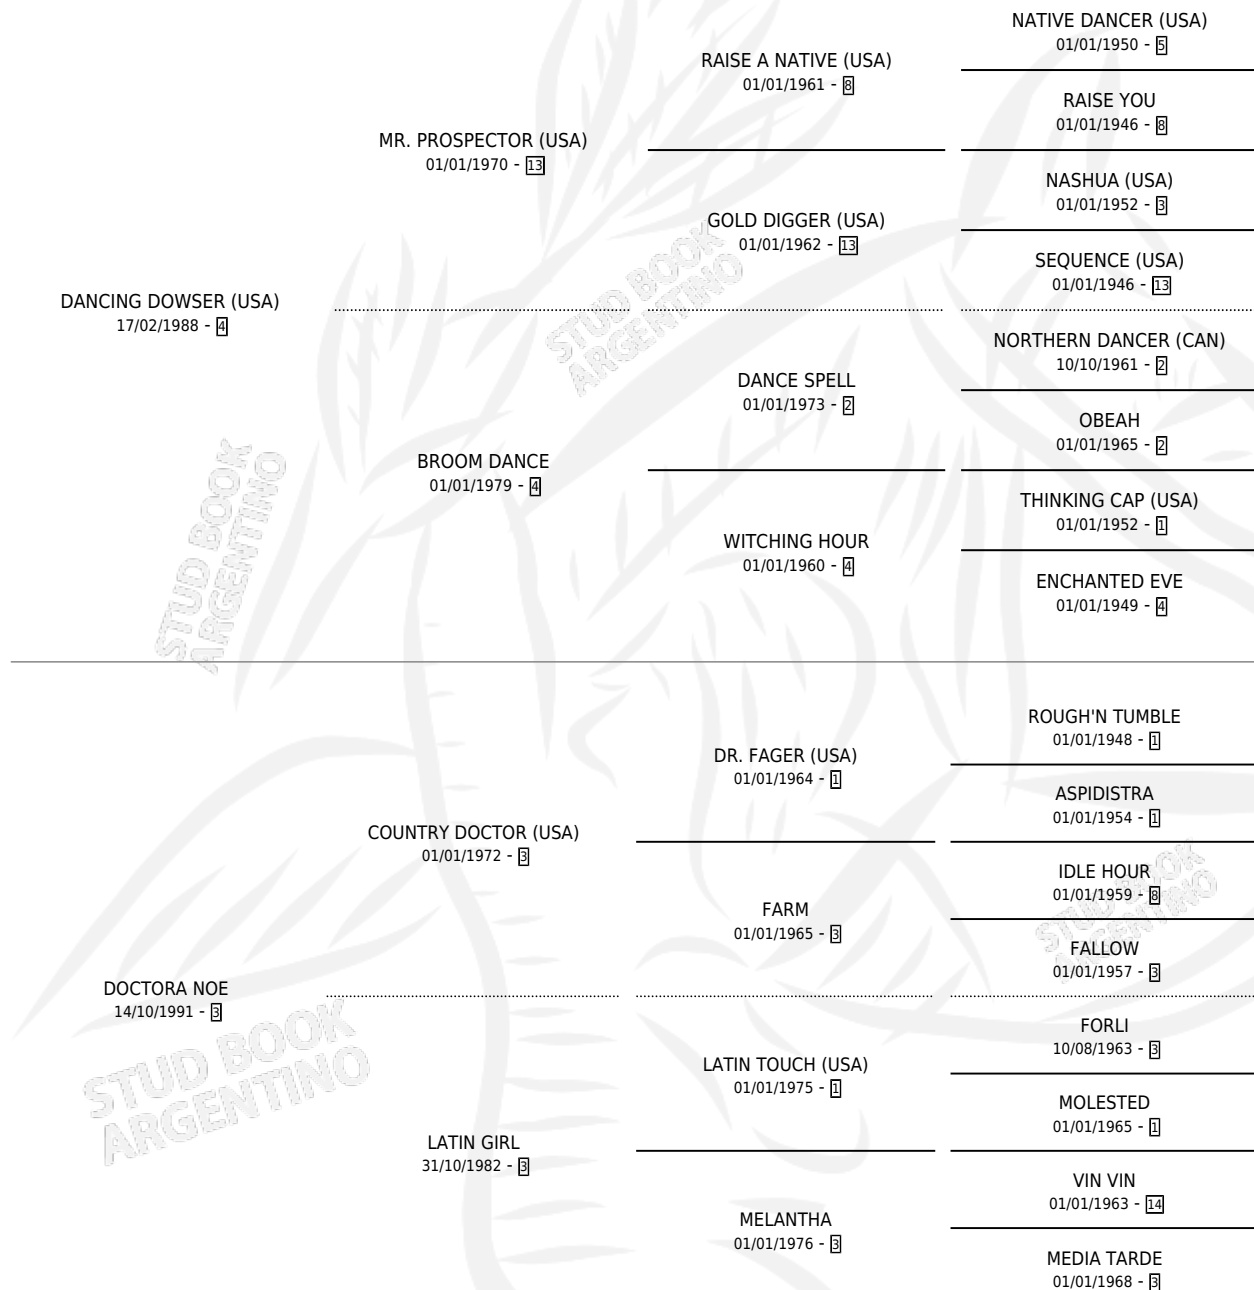 NATIVE DANCER (USA)
01/01/1950 - 5
RAISE A NATIVE (USA)
01/01/1961 - 8
RAISE YOU
01/01/1946 - 8
MR. PROSPECTOR (USA)
01/01/1970 - 13
NASHUA (USA)
01/01/1952 - 3
GOLD DIGGER (USA)
01/01/1962 - 13
SEQUENCE (USA)
01/01/1946 - 13
DANCING DOWSER (USA)
17/02/1988 - 4
STUD BOOK
ARGENTINO
NORTHERN DANCER (CAN)
10/10/1961 - 2
DANCE SPELL
01/01/1973 - 2
OBEAH
01/01/1965 - 2
BROOM DANCE
01/01/1979 - 4
THINKING CAP (USA)
01/01/1952 - 1
WITCHING HOUR
01/01/1960 - 4
ENCHANTED EVE
01/01/1949 - 4
STUD BOOK
ARGENTINO
ROUGH'N TUMBLE
01/01/1948 - 1
DR. FAGER (USA)
01/01/1964 - 1
ASPIDISTRA
01/01/1954 - 1
COUNTRY DOCTOR (USA)
01/01/1972 - 3
IDLE HOUR
01/01/1959 - 8
STUD BOOK
ARGENTINO
FARM
01/01/1965 - 3
FALLOW
01/01/1957 - 3
DOCTORA NOE
14/10/1991 - 3
STUD BOOK
ARGENTINO
FORLI
10/08/1963 - 3
LATIN TOUCH (USA)
01/01/1975 - 1
MOLESTED
01/01/1965 - 1
LATIN GIRL
31/10/1982 - 3
VIN VIN
01/01/1963 - 14
MELANTHA
01/01/1976 - 3
MEDIA TARDE
01/01/1968 - 3